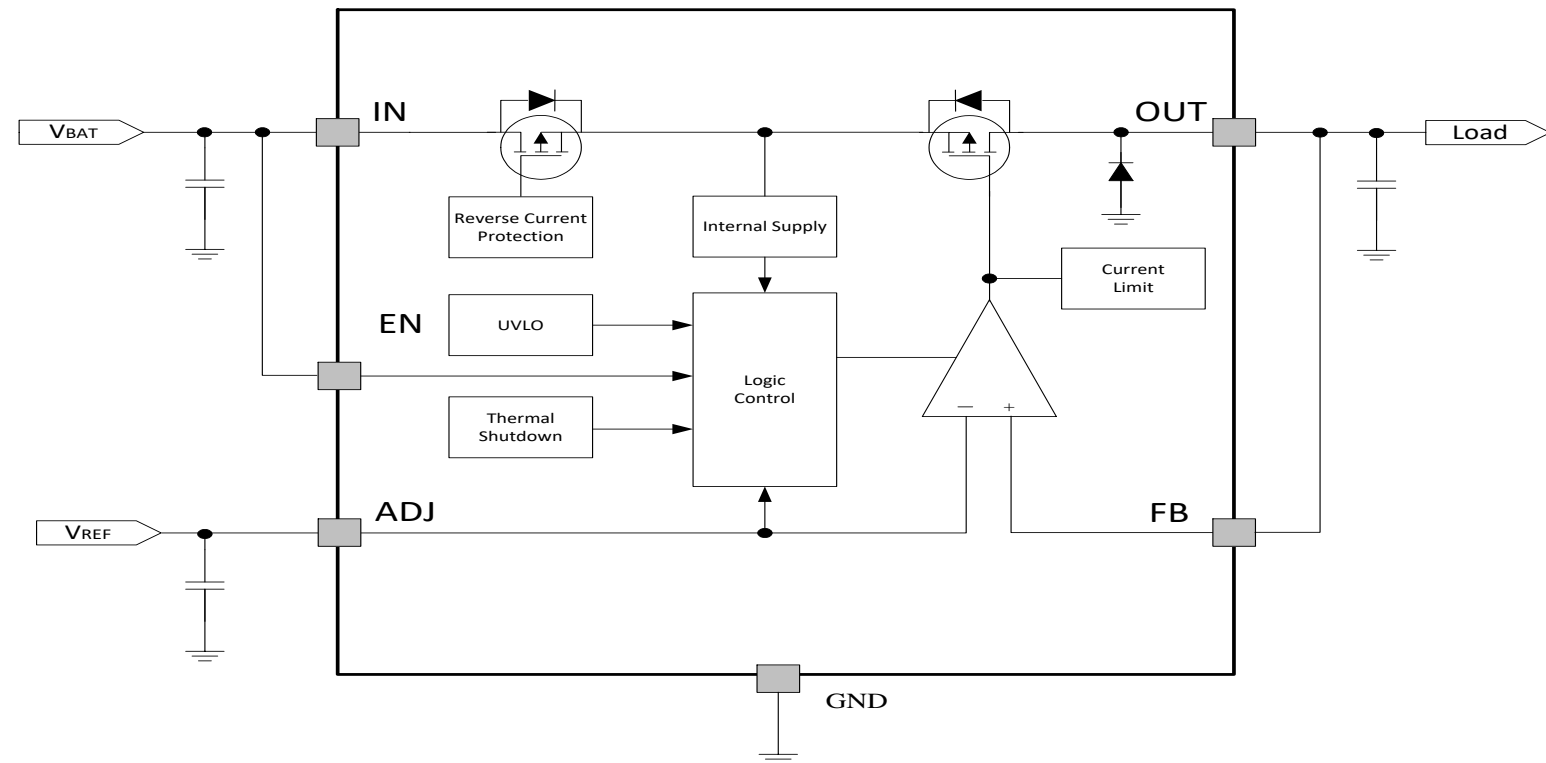 IN
OUT
VBAT
Load
Reverse Current
Protection
Internal Supply
Current
Limit
EN
UVLO
Logic
Control
Thermal
Shutdown
− +
ADJ
FB
VREF
GND